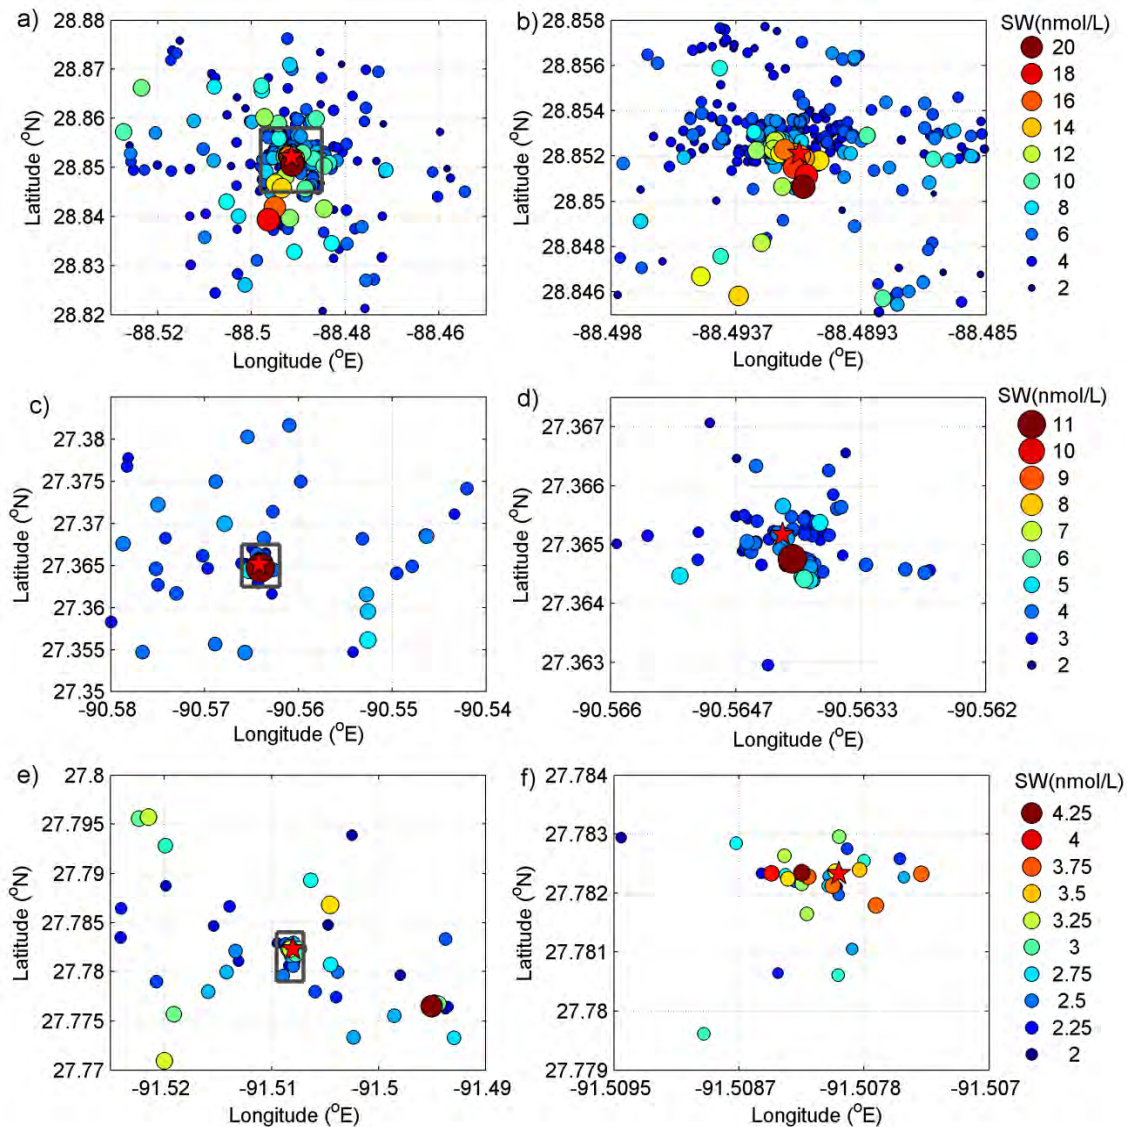 a)
28.88
28.87
28.86
28.85
28.84
28.83
28.82
Latitude (°N)
-88.52 -88.5 -88.48 -88.46
Longitude (°E)
b)
28.858
28.856
28.854
28.852
28.85
28.848
28.846
Latitude (°N)
-88.498 -88.4937 -88.4893 -88.485
Longitude (°E)
SW(nmol/L)
20
18
16
14
12
10
8
6
4
2
c)
27.38
27.375
27.37
27.365
27.36
27.355
27.35
Latitude (°N)
-90.58 -90.57 -90.56 -90.55 -90.54
Longitude (°E)
d)
27.367
27.366
27.365
27.364
27.363
Latitude (°N)
-90.566 -90.5647 -90.5633 -90.562
Longitude (°E)
SW(nmol/L)
11
10
9
8
7
6
5
4
3
2
e)
27.8
27.795
27.79
27.785
27.78
27.775
27.77
Latitude (°N)
-91.52 -91.51 -91.5 -91.49
Longitude (°E)
f)
27.784
27.783
27.782
27.781
27.78
27.779
Latitude (°N)
-91.5095 -91.5087 -91.5078 -91.507
Longitude (°E)
SW(nmol/L)
4.25
4
3.75
3.5
3.25
3
2.75
2.5
2.25
2